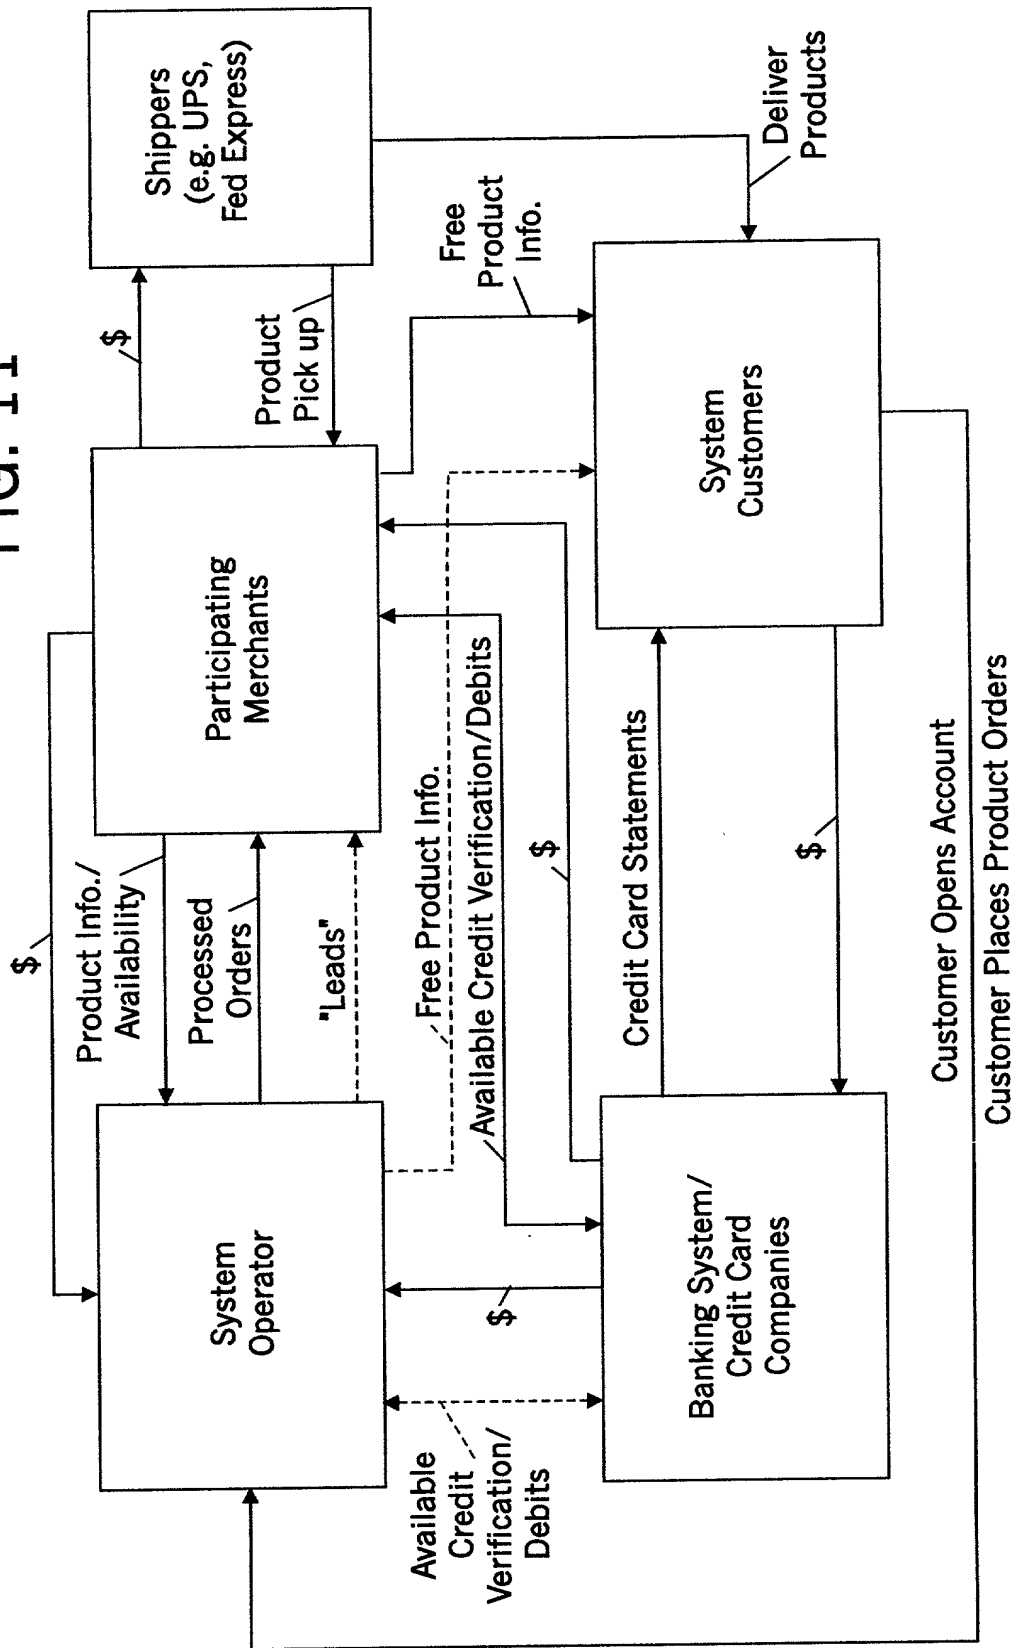 FIG. 11
$
Product Info./
Availability
Processed
Orders
"Leads"
System
Operator
Participating
Merchants
$
Product
Pick up
Shippers
(e.g. UPS,
Fed Express)
Available
Credit
Verification/
Debits
$
Free Product Info.
Available Credit Verification/Debits
$
Free
Product
Info.
Deliver
Products
Banking System/
Credit Card
Companies
Credit Card Statements
$
System
Customers
Customer Opens Account
Customer Places Product Orders